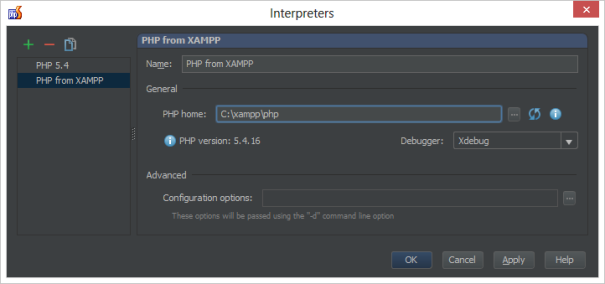 Interpreters
PHP 5.4
PHP from XAMPP
PHP from XAMPP
Name: PHP from XAMPP
General
PHP home: C:\xampp\php
PHP version: 5.4.16 Debugger: Xdebug
Advanced
Configuration options:
These options will be passed using the "-d" command line option
OK Cancel Apply Help